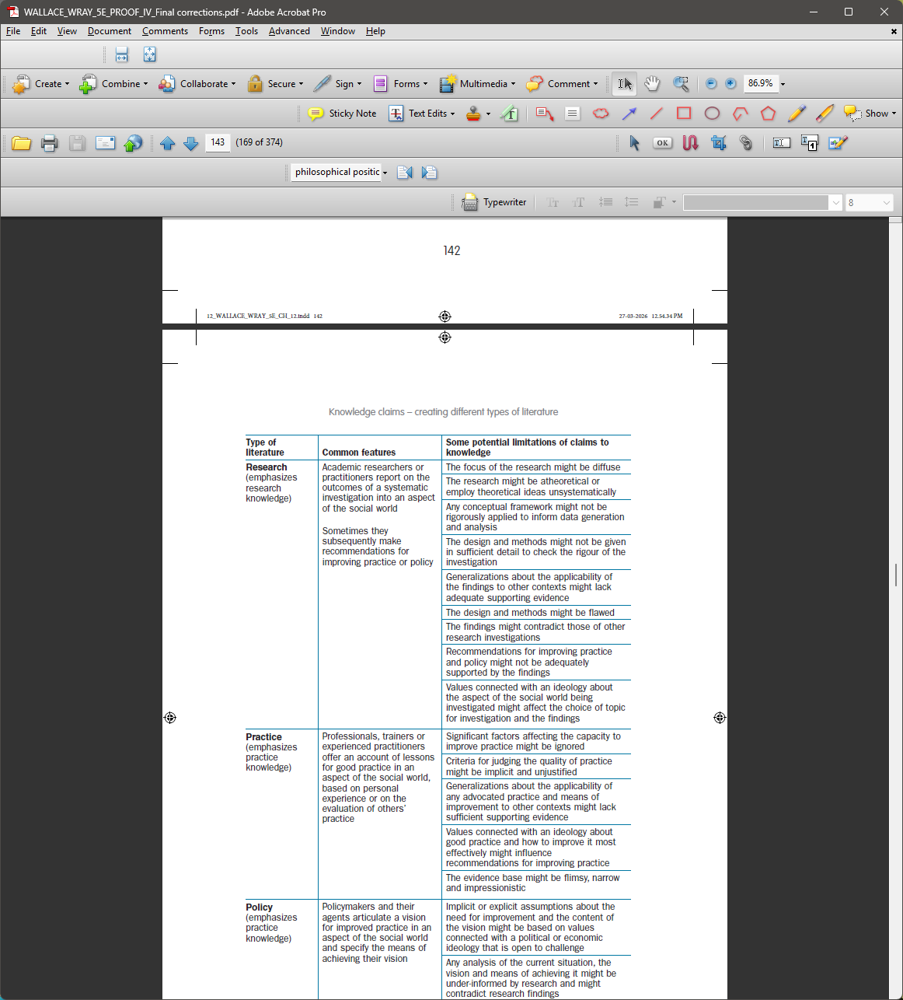 WALLACE_WRAY_5E_PROOF_IV_Final corrections.pdf - Adobe Acrobat Pro
File Edit View Document Comments Forms Tools Advanced Window Help
Create Combine Collaborate Secure Sign Forms Multimedia Comment 86.9%
Sticky Note Text Edits Show
143 (169 of 374) OK
philosophical positic
Typewriter 8
142
12_WALLACE_WRAY_5E_CH_12.indd 142 27-03-2026 12.54.34 PM
Knowledge claims – creating different types of literature
Type of
literature
Common features
Some potential limitations of claims to
knowledge
Research
(emphasizes
research
knowledge)
Academic researchers or
practitioners report on the
outcomes of a systematic
investigation into an aspect
of the social world
Sometimes they
subsequently make
recommendations for
improving practice or policy
The focus of the research might be diffuse
The research might be atheoretical or
employ theoretical ideas unsystematically
Any conceptual framework might not be
rigorously applied to inform data generation
and analysis
The design and methods might not be given
in sufficient detail to check the rigour of the
investigation
Generalizations about the applicability of
the findings to other contexts might lack
adequate supporting evidence
The design and methods might be flawed
The findings might contradict those of other
research investigations
Recommendations for improving practice
and policy might not be adequately
supported by the findings
Values connected with an ideology about
the aspect of the social world being
investigated might affect the choice of topic
for investigation and the findings
Practice
(emphasizes
practice
knowledge)
Professionals, trainers or
experienced practitioners
offer an account of lessons
for good practice in an
aspect of the social world,
based on personal
experience or on the
evaluation of others’
practice
Significant factors affecting the capacity to
improve practice might be ignored
Criteria for judging the quality of practice
might be implicit and unjustified
Generalizations about the applicability of
any advocated practice and means of
improvement to other contexts might lack
sufficient supporting evidence
Values connected with an ideology about
good practice and how to improve it most
effectively might influence
recommendations for improving practice
The evidence base might be flimsy, narrow
and impressionistic
Policy
(emphasizes
practice
knowledge)
Policymakers and their
agents articulate a vision
for improved practice in an
aspect of the social world
and specify the means of
achieving their vision
Implicit or explicit assumptions about the
need for improvement and the content of
the vision might be based on values
connected with a political or economic
ideology that is open to challenge
Any analysis of the current situation, the
vision and means of achieving it might be
under-informed by research and might
contradict research findings